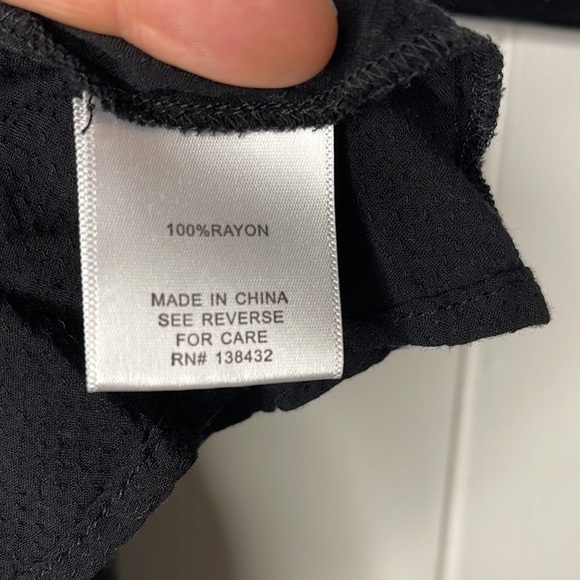 100%RAYON
MADE IN CHINA
SEE REVERSE
FOR CARE
RN# 138432